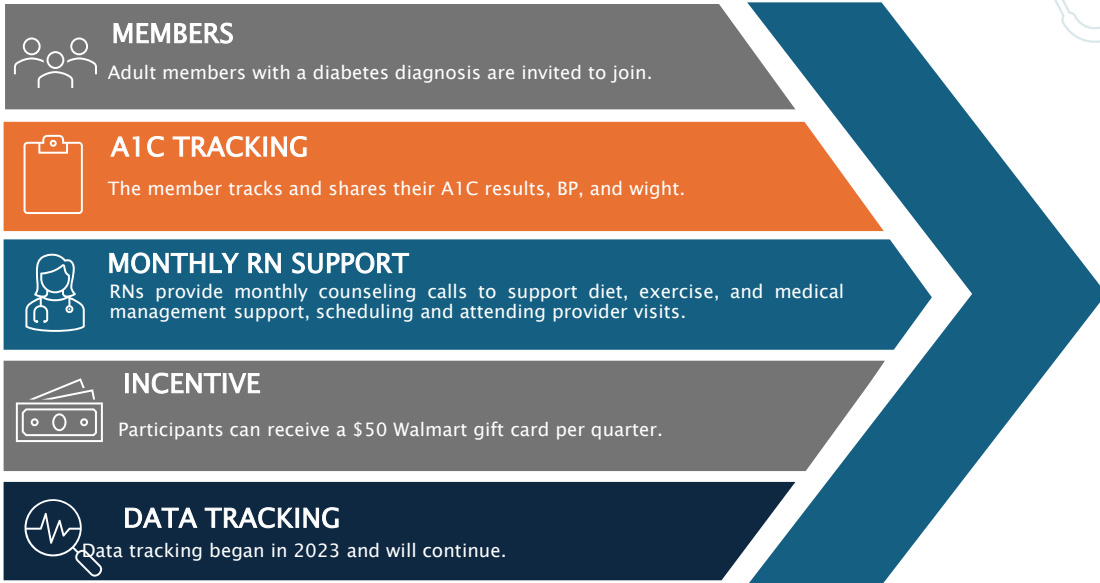 MEMBERS
Adult members with a diabetes diagnosis are invited to join.
A1C TRACKING
The member tracks and shares their A1C results, BP, and wight.
MONTHLY RN SUPPORT
RNs provide monthly counseling calls to support diet, exercise, and medical
management support, scheduling and attending provider visits.
INCENTIVE
Participants can receive a $50 Walmart gift card per quarter.
DATA TRACKING
Data tracking began in 2023 and will continue.